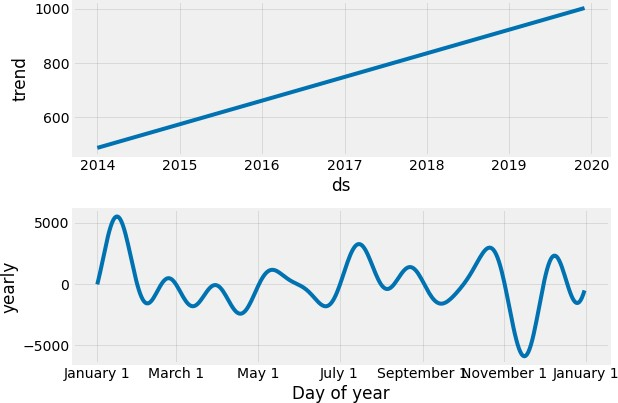 1000
800
600
trend
2014 2015 2016 2017 2018 2019 2020
ds
5000
0
−5000
yearly
January 1 March 1 May 1 July 1 September 1 November 1 January 1
Day of year